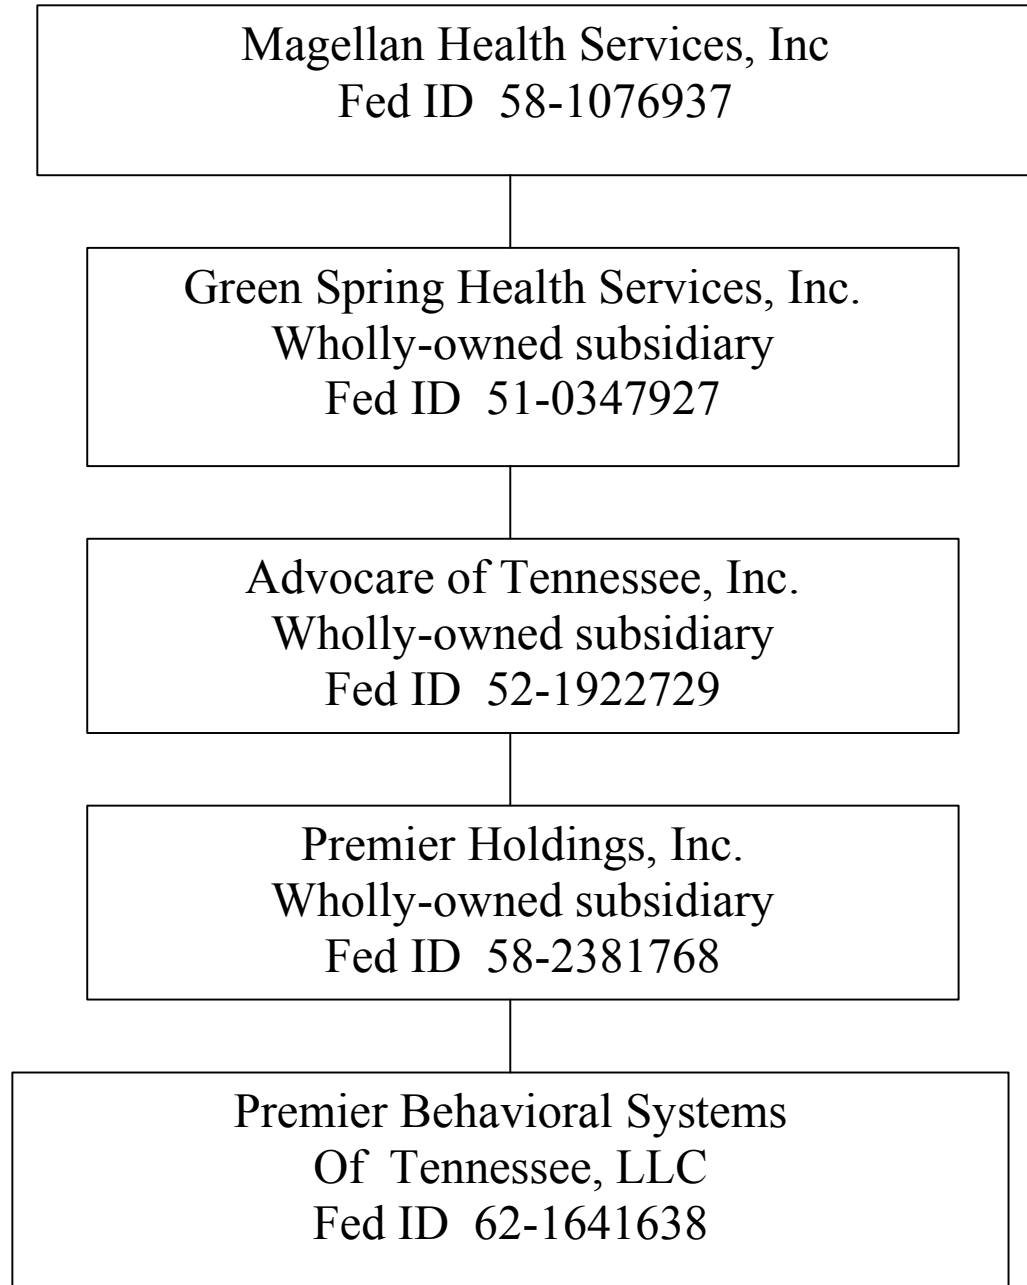 Magellan Health Services, Inc
Fed ID  58-1076937
Green Spring Health Services, Inc.
Wholly-owned subsidiary
Fed ID  51-0347927
Advocare of Tennessee, Inc.
Wholly-owned subsidiary
Fed ID  52-1922729
Premier Holdings, Inc.
Wholly-owned subsidiary
Fed ID  58-2381768
Premier Behavioral Systems
Of  Tennessee, LLC
Fed ID  62-1641638